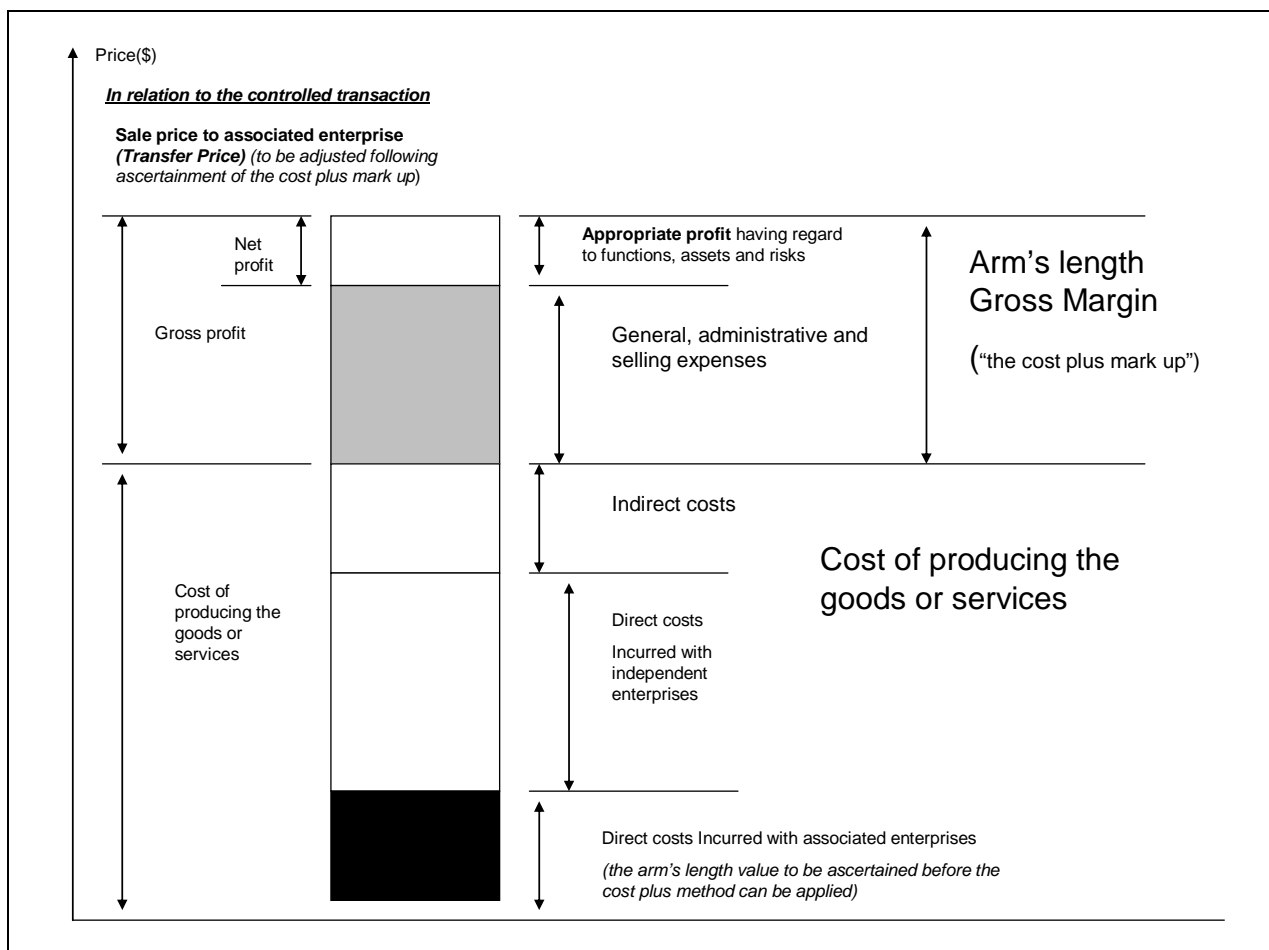 Price($)
In relation to the controlled transaction
Sale price to associated enterprise
(Transfer Price) (to be adjusted following
ascertainment of the cost plus mark up)
Net
profit
Appropriate profit having regard
to functions, assets and risks
Arm’s length
Gross Margin
(“the cost plus mark up”)
Gross profit
General, administrative and
selling expenses
Indirect costs
Cost of producing the
goods or services
Cost of
producing the
goods or
services
Direct costs
Incurred with
independent
enterprises
Direct costs Incurred with associated enterprises
(the arm’s length value to be ascertained before the
cost plus method can be applied)